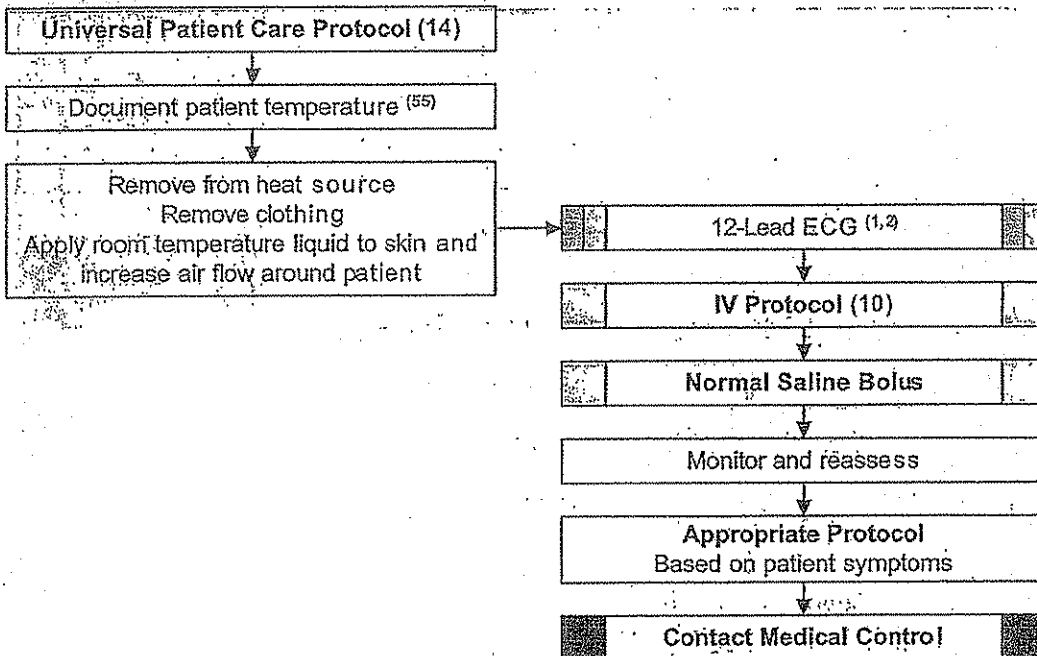 Universal Patient Care Protocol (14)
Document patient temperature (55)
Remove from heat source
Remove clothing
Apply room temperature liquid to skin and
increase air flow around patient
12-Lead ECG (1,2)
IV Protocol (10)
Normal Saline Bolus
Monitor and reassess
Appropriate Protocol
Based on patient symptoms
Contact Medical Control